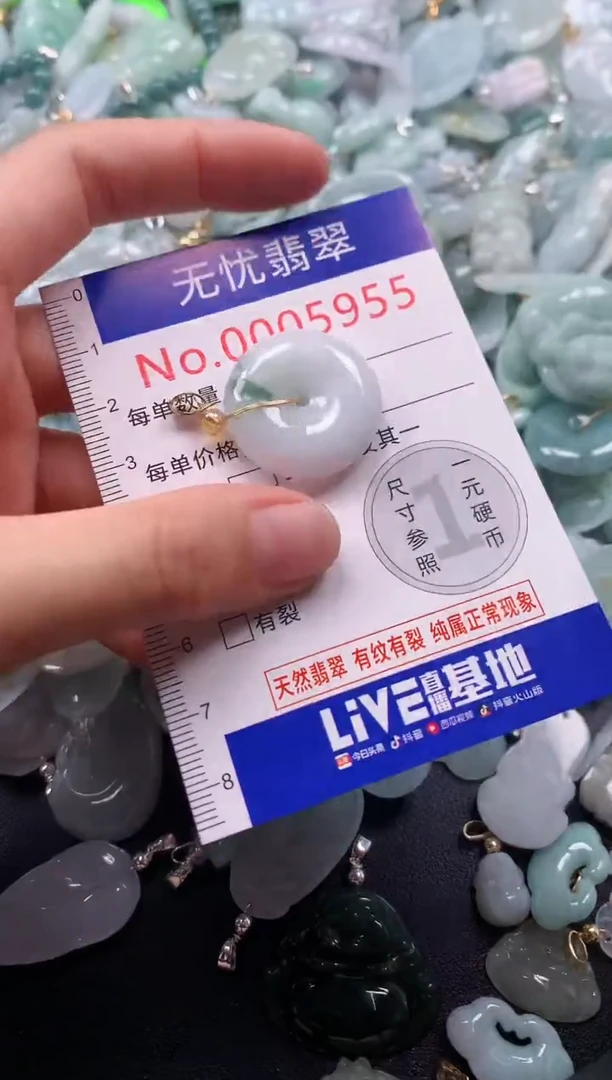 无忧翡翠
No.0005955
0
1
2
3
6
7
8
每单数量
每单价格
其一
尺寸参照
1
一元硬币
有裂
天然翡翠 有纹有裂 纯属正常现象
LiVE直播基地
今日头条 抖音 西瓜视频 抖音火山版